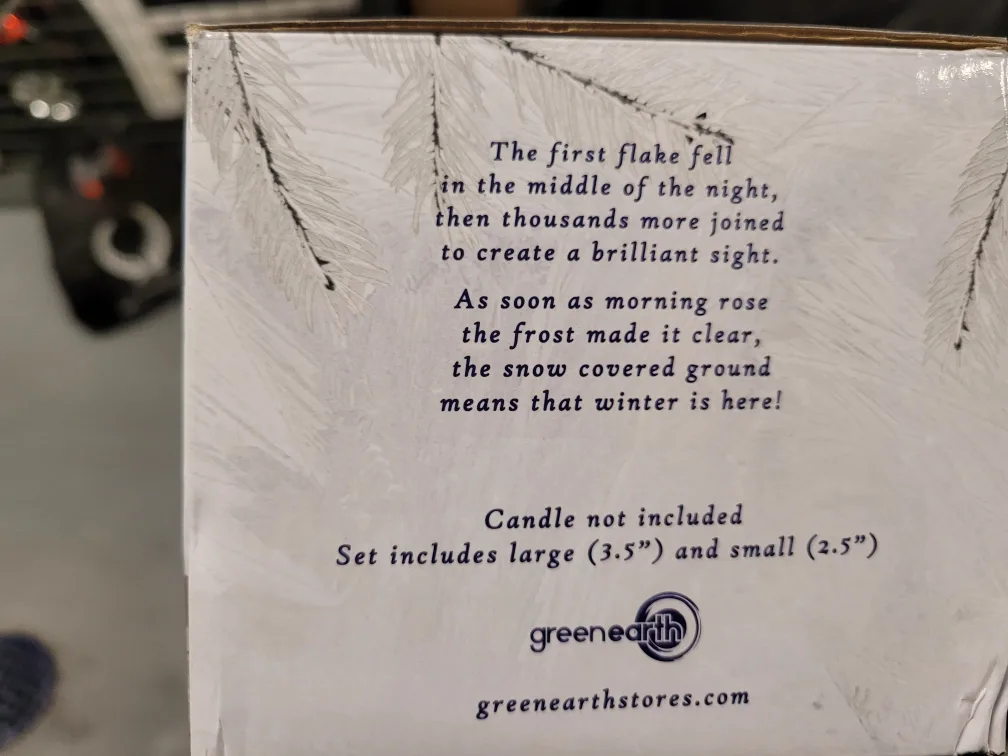 The first flake fell
in the middle of the night,
then thousands more joined
to create a brilliant sight.
As soon as morning rose
the frost made it clear,
the snow covered ground
means that winter is here!
Candle not included
Set includes large (3.5”) and small (2.5”)
greenearth
greenearthstores.com